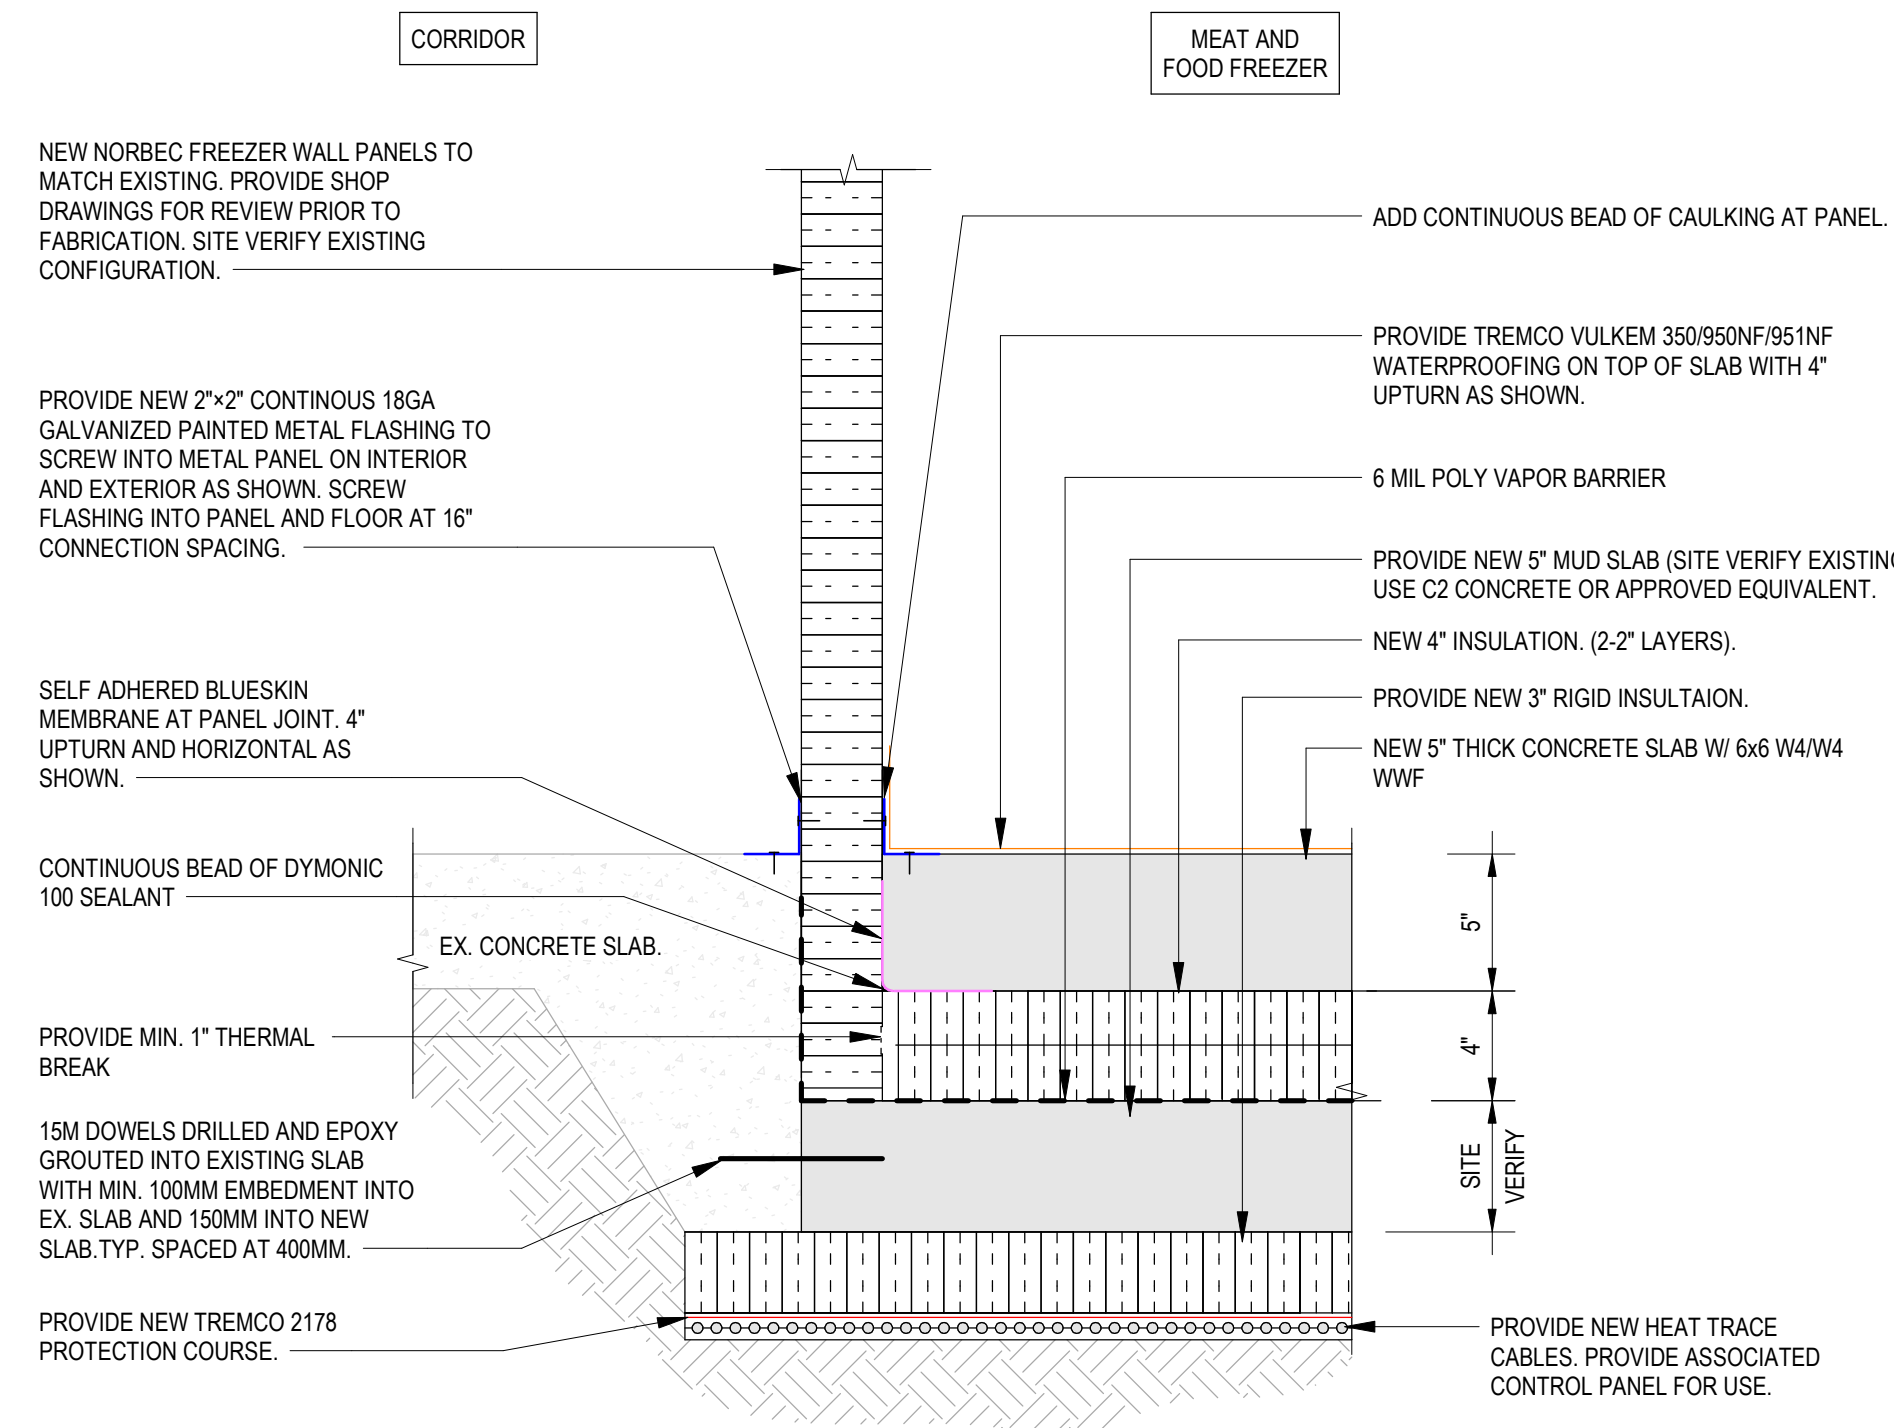 CORRIDOR
MEAT AND
FOOD FREEZER
NEW NORBEC FREEZER WALL PANELS TO
MATCH EXISTING. PROVIDE SHOP
DRAWINGS FOR REVIEW PRIOR TO
FABRICATION. SITE VERIFY EXISTING
CONFIGURATION.
PROVIDE NEW 2"×2" CONTINOUS 18GA
GALVANIZED PAINTED METAL FLASHING TO
SCREW INTO METAL PANEL ON INTERIOR
AND EXTERIOR AS SHOWN. SCREW
FLASHING INTO PANEL AND FLOOR AT 16"
CONNECTION SPACING.
SELF ADHERED BLUESKIN
MEMBRANE AT PANEL JOINT. 4"
UPTURN AND HORIZONTAL AS
SHOWN.
CONTINUOUS BEAD OF DYMONIC
100 SEALANT
EX. CONCRETE SLAB.
PROVIDE MIN. 1" THERMAL
BREAK
15M DOWELS DRILLED AND EPOXY
GROUTED INTO EXISTING SLAB
WITH MIN. 100MM EMBEDMENT INTO
EX. SLAB AND 150MM INTO NEW
SLAB.TYP. SPACED AT 400MM.
PROVIDE NEW TREMCO 2178
PROTECTION COURSE.
ADD CONTINUOUS BEAD OF CAULKING AT PANEL.
PROVIDE TREMCO VULKEM 350/950NF/951NF
WATERPROOFING ON TOP OF SLAB WITH 4"
UPTURN AS SHOWN.
6 MIL POLY VAPOR BARRIER
PROVIDE NEW 5" MUD SLAB (SITE VERIFY EXISTING
USE C2 CONCRETE OR APPROVED EQUIVALENT.
NEW 4" INSULATION. (2-2" LAYERS).
PROVIDE NEW 3" RIGID INSULTAION.
NEW 5" THICK CONCRETE SLAB W/ 6x6 W4/W4
WWF
5"
4"
SITE
VERIFY
PROVIDE NEW HEAT TRACE
CABLES. PROVIDE ASSOCIATED
CONTROL PANEL FOR USE.